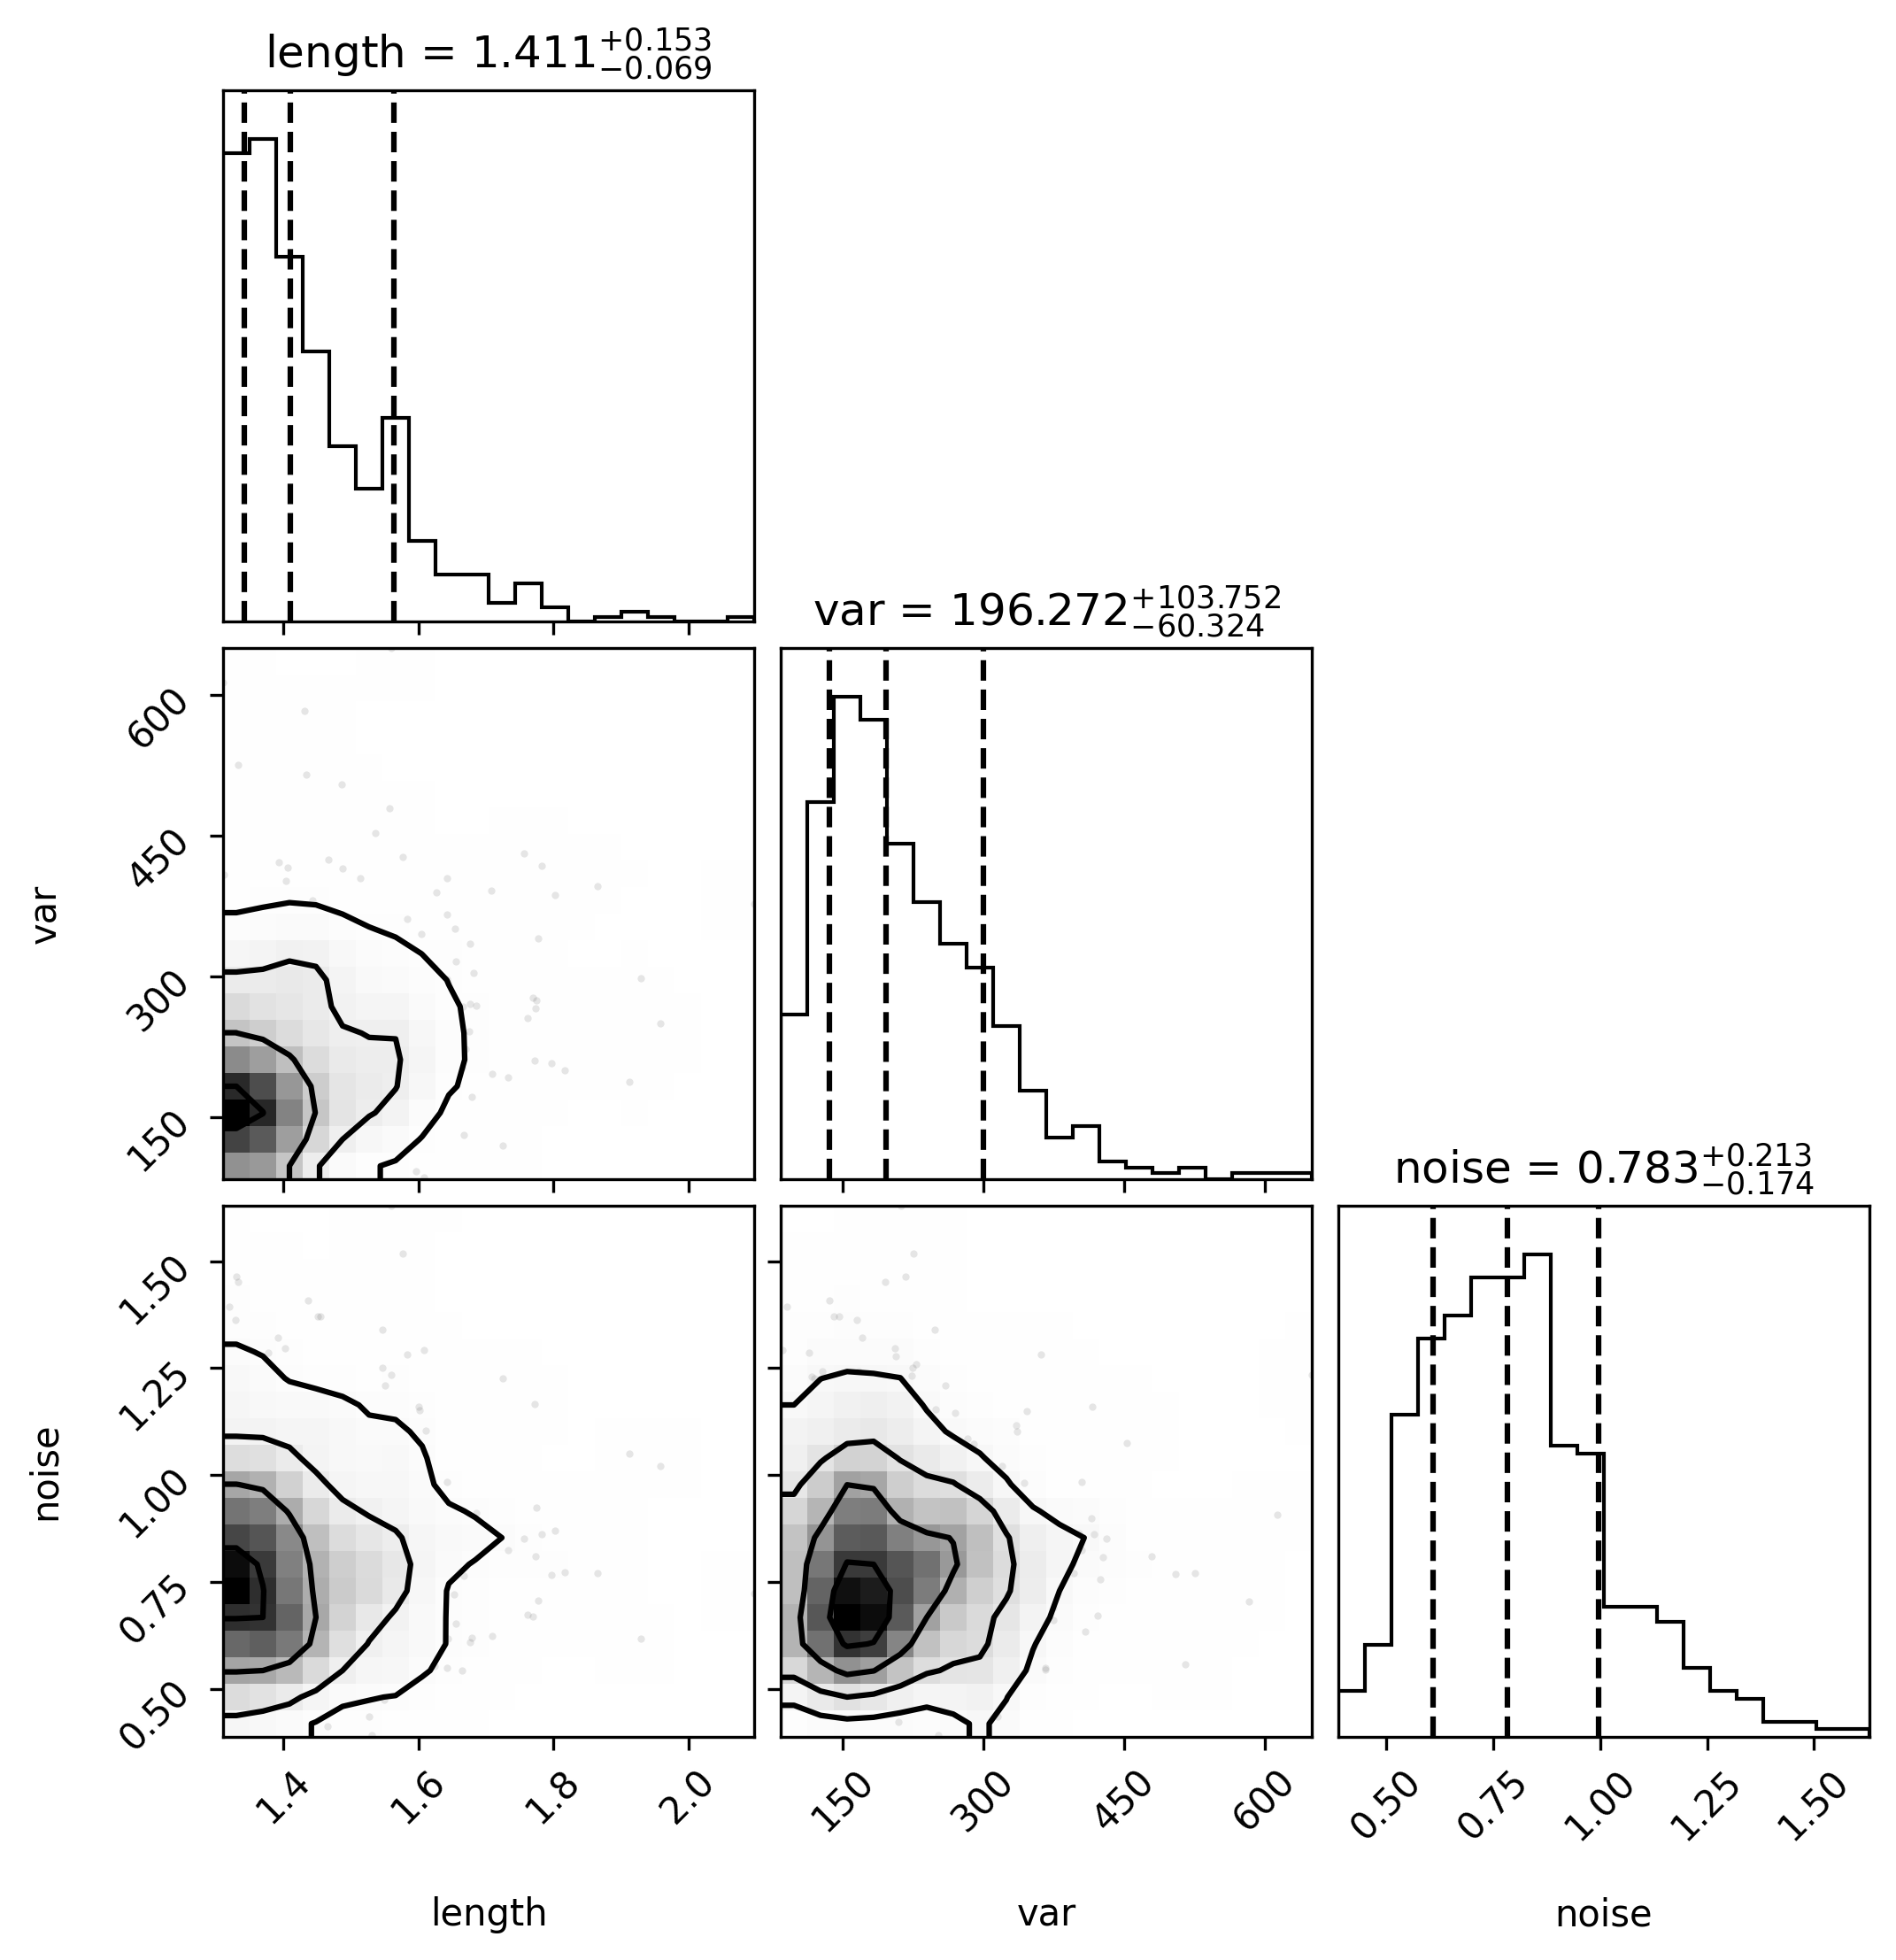 length = 1.411^{+0.153}_{-0.069}
var = 196.272^{+103.752}_{-60.324}
600
450
300
150
var
noise = 0.783^{+0.213}_{-0.174}
1.50
1.25
1.00
0.75
0.50
noise
1.4 1.6 1.8 2.0
150 300 450 600
0.50 0.75 1.00 1.25 1.50
length
var
noise